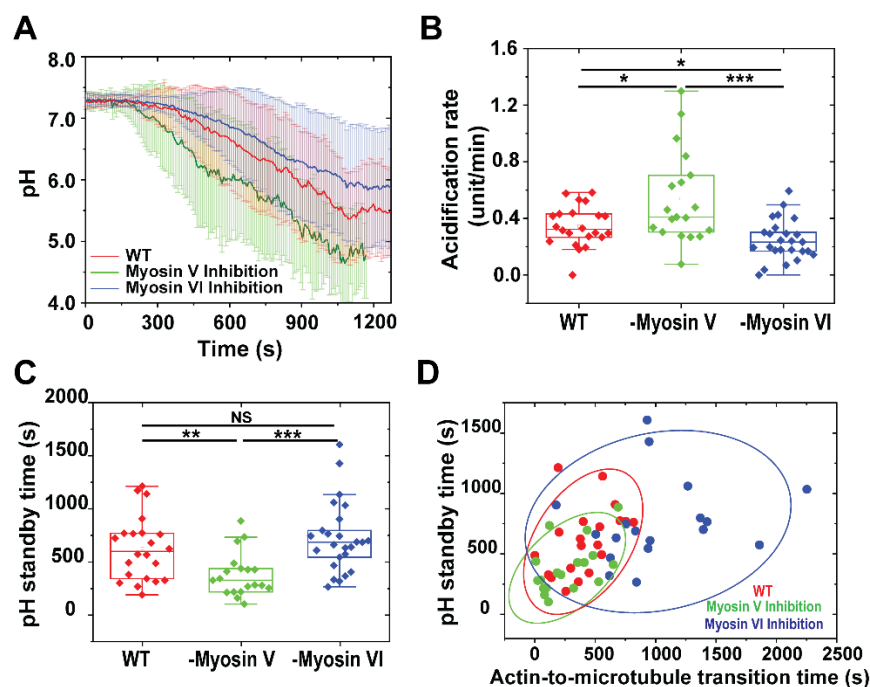 A
8.0
7.0
6.0
5.0
4.0
pH
0 300 600 900 1200
Time (s)
WT
Myosin V Inhibition
Myosin VI Inhibition
B
1.6
1.2
0.8
0.4
0.0
Acidification rate
(unit/min)
*
* ***
WT -Myosin V -Myosin VI
C
2000
1500
1000
500
0
pH standby time (s)
NS
** ***
WT -Myosin V -Myosin VI
D
1500
1000
500
0
pH standby time (s)
WT
Myosin V Inhibition
Myosin VI Inhibition
0 500 1000 1500 2000 2500
Actin-to-microtubule transition time (s)